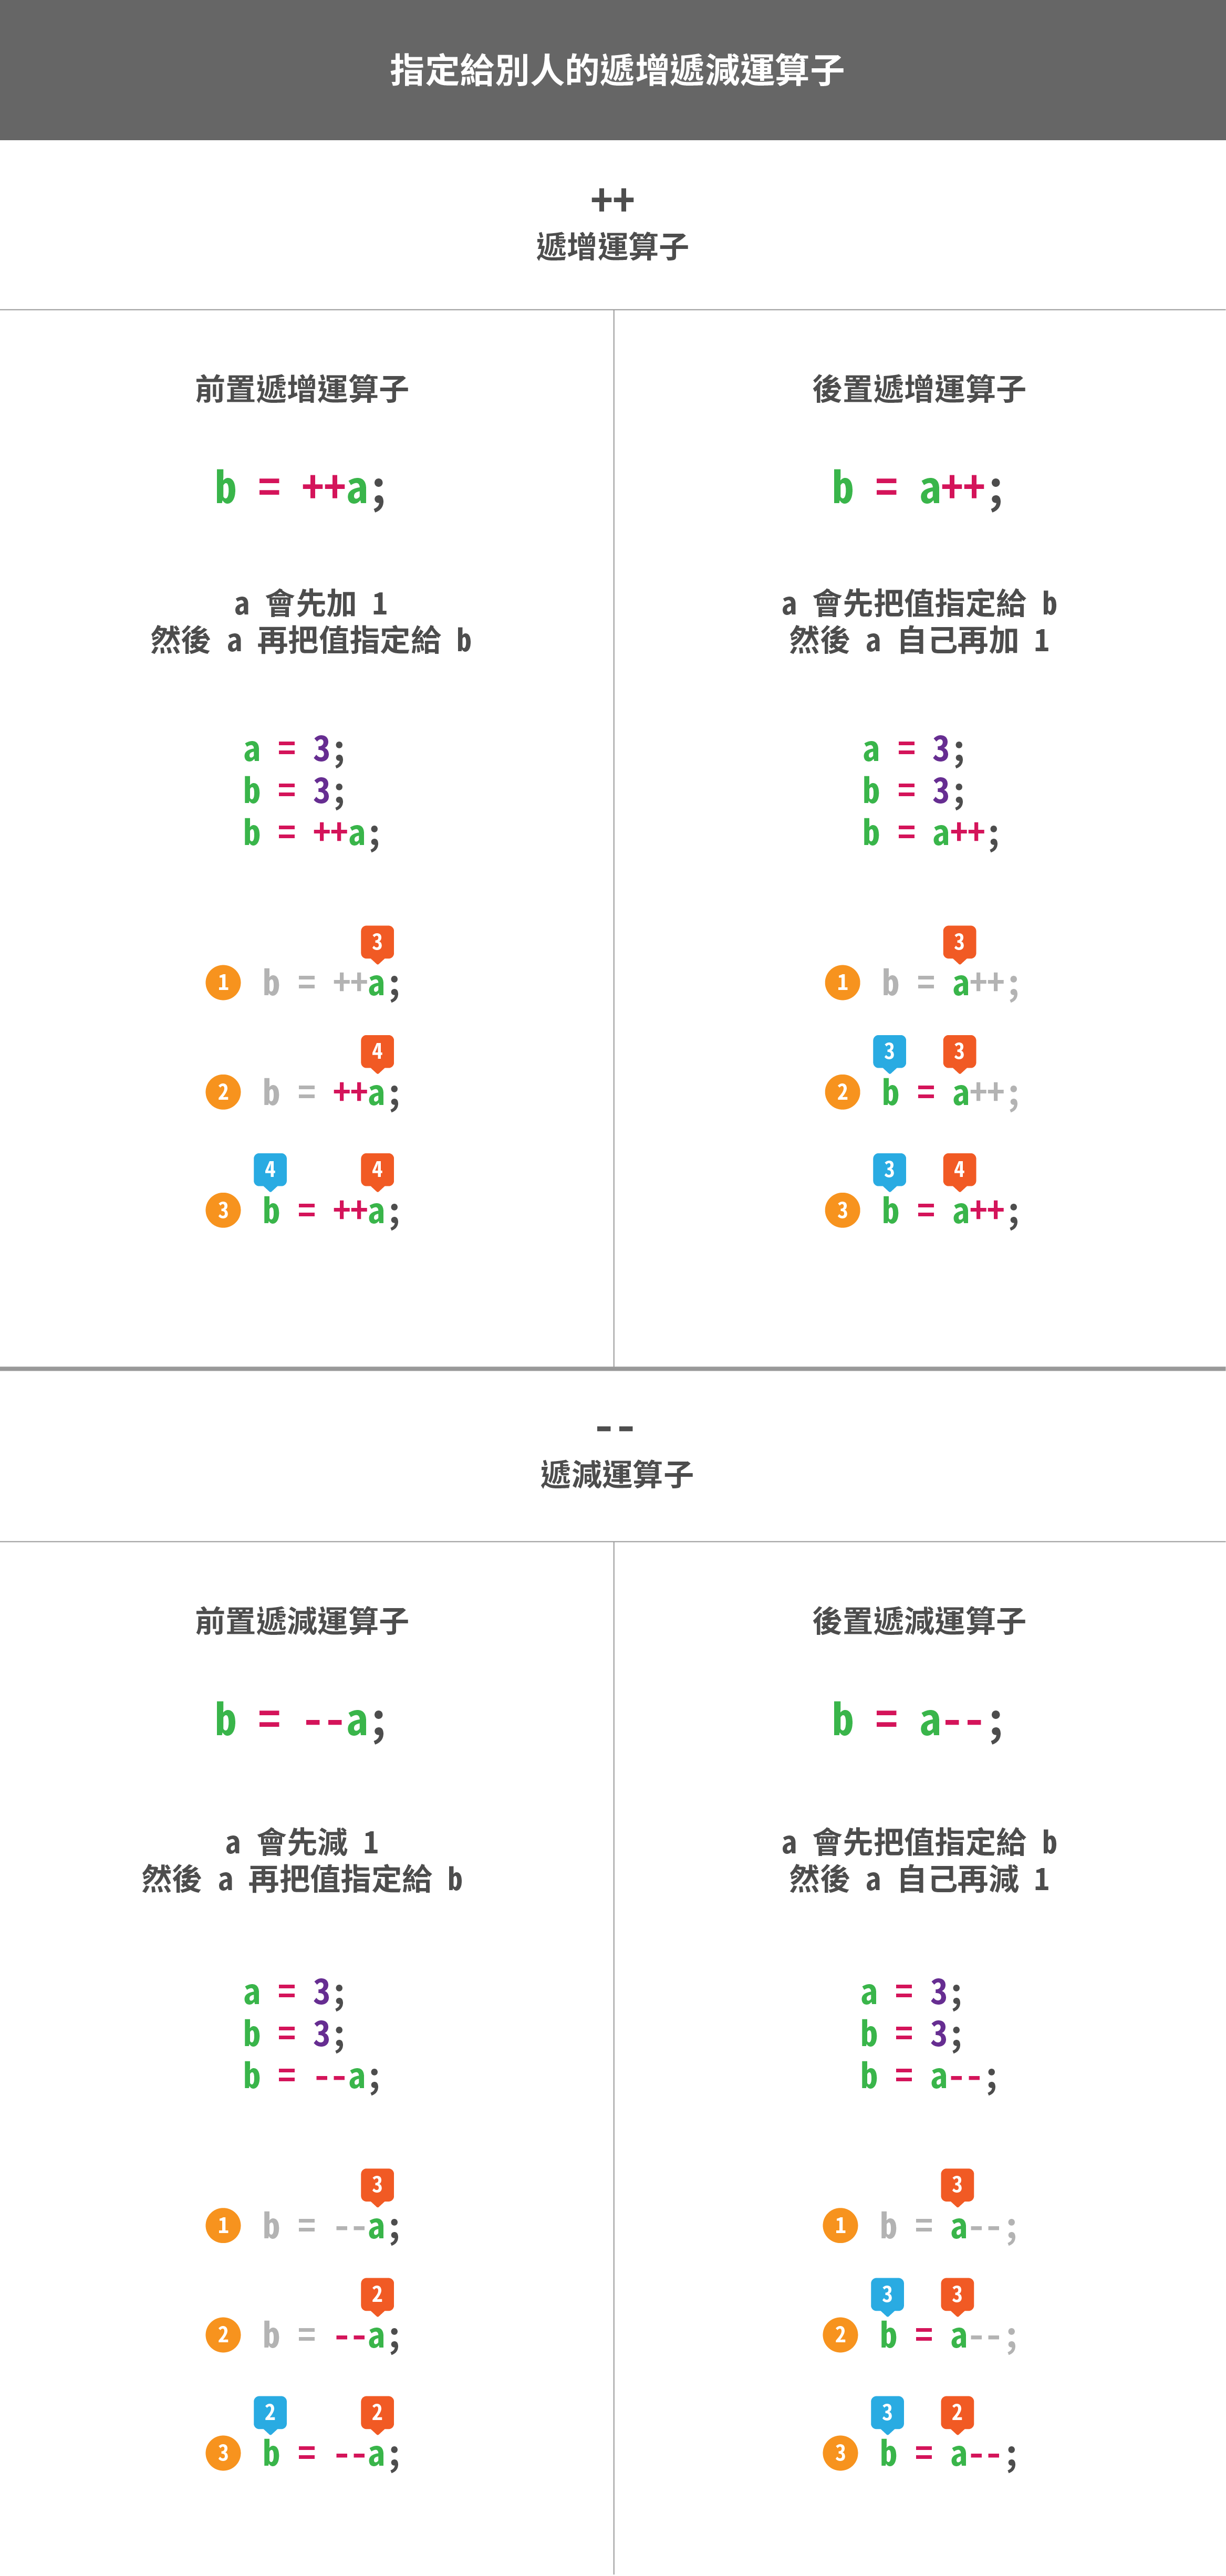 指定給別人的遞增遞減運算子
++
遞增運算子
前置遞增運算子
b = ++a;
a 會先加 1
然後 a 再把值指定給 b
a = 3;
b = 3;
b = ++a;
3
1 b = ++a;
4
2 b = ++a;
4 4
3 b = ++a;
後置遞增運算子
b = a++;
a 會先把值指定給 b
然後 a 自己再加 1
a = 3;
b = 3;
b = a++;
3
1 b = a++;
3 3
2 b = a++;
3 4
3 b = a++;
--
遞減運算子
前置遞減運算子
b = --a;
a 會先減 1
然後 a 再把值指定給 b
a = 3;
b = 3;
b = --a;
3
1 b = --a;
2
2 b = --a;
2 2
3 b = --a;
後置遞減運算子
b = a--;
a 會先把值指定給 b
然後 a 自己再減 1
a = 3;
b = 3;
b = a--;
3
1 b = a--;
3 3
2 b = a--;
3 2
3 b = a--;